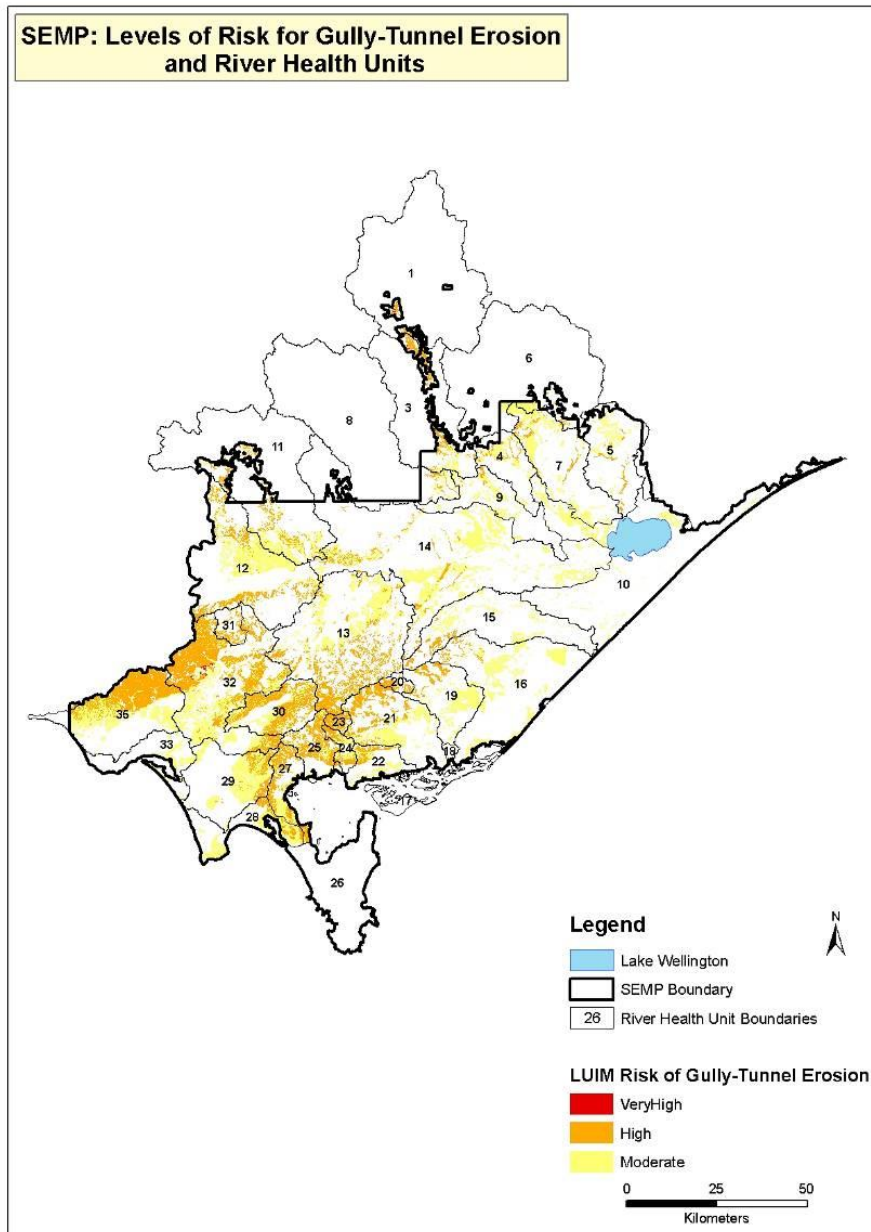 SEMP: Levels of Risk for Gully-Tunnel Erosion
and River Health Units
1
6
3
8
11
5
4
7
9
14
12
10
31
13
15
32
20
19
16
36
30
23
21
33
25
24
18
22
27
29
17
28
26
Legend
N
Lake Wellington
SEMP Boundary
26 River Health Unit Boundaries
LUIM Risk of Gully-Tunnel Erosion
VeryHigh
High
Moderate
0 25 50
Kilometers